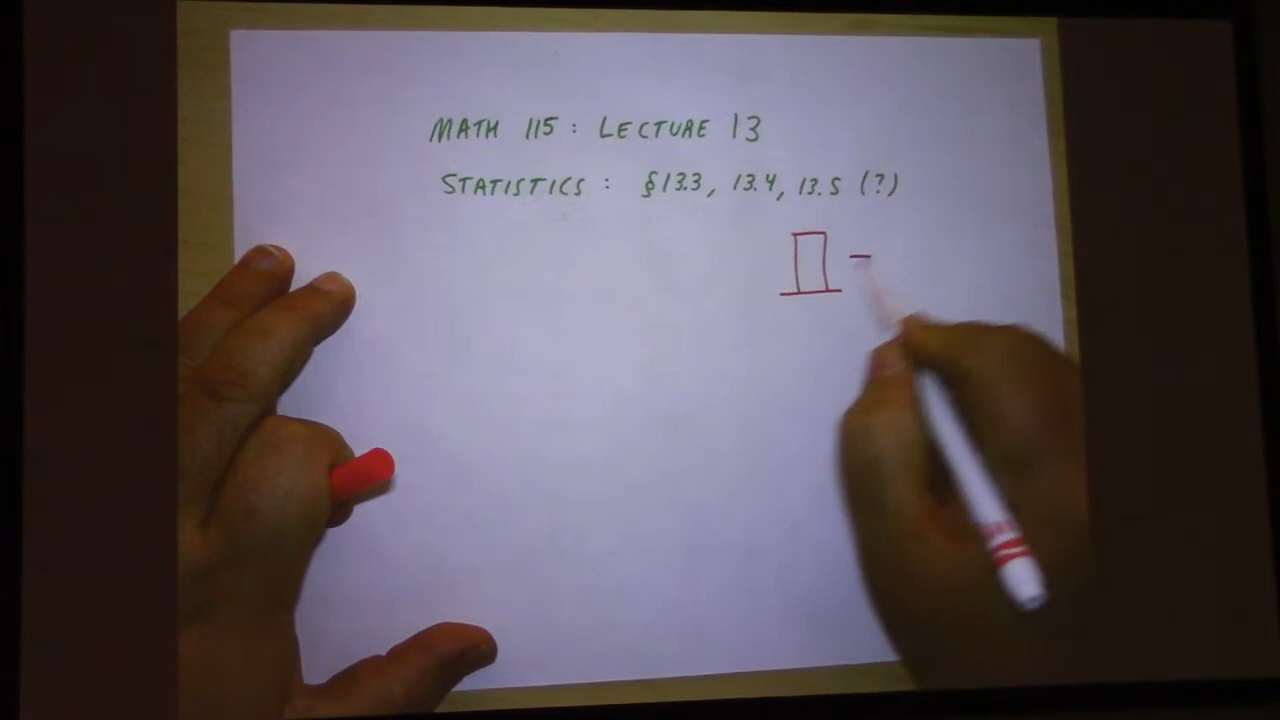 MATH 115 : LECTURE 13
STATISTICS : §13.3, 13.4, 13.5 (?)